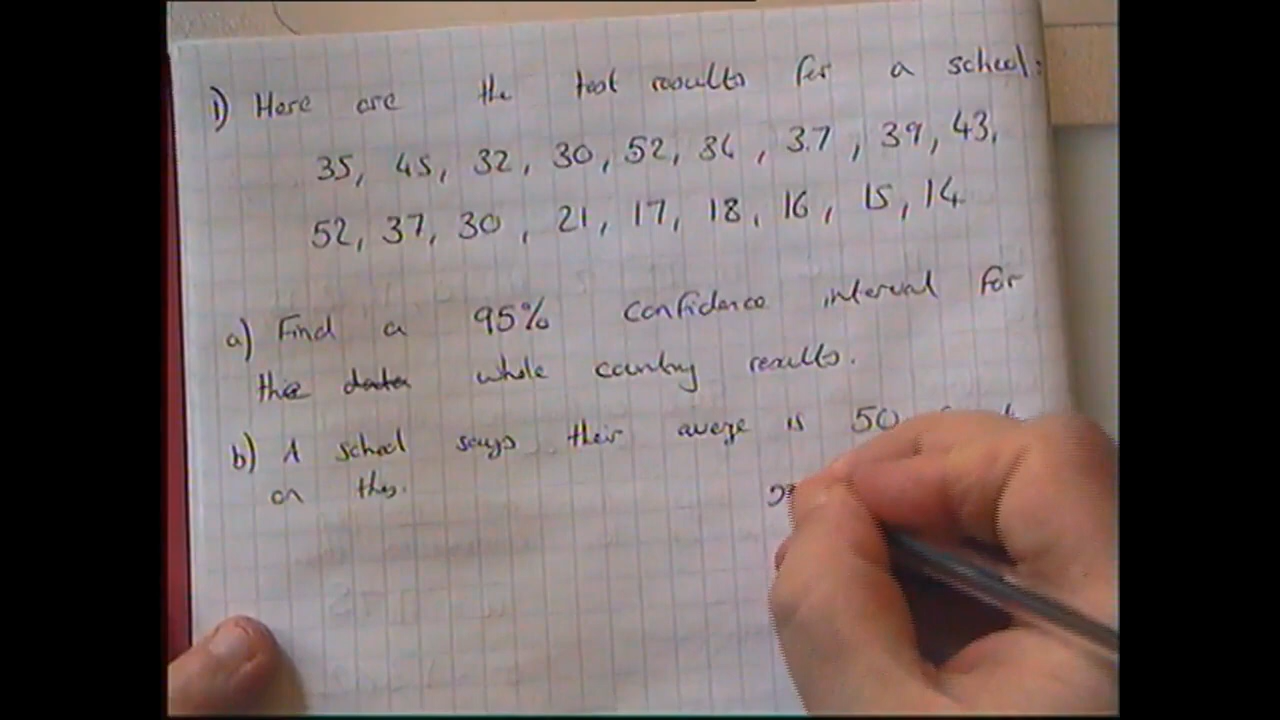 1) Here are the test results for a school:
35, 45, 32, 30, 52, 36, 37, 39, 43,
52, 37, 30, 21, 17, 18, 16, 15, 14
a) Find a 95% confidence interval for
the data whole country results.
b) A school says their averge is 50
on this.